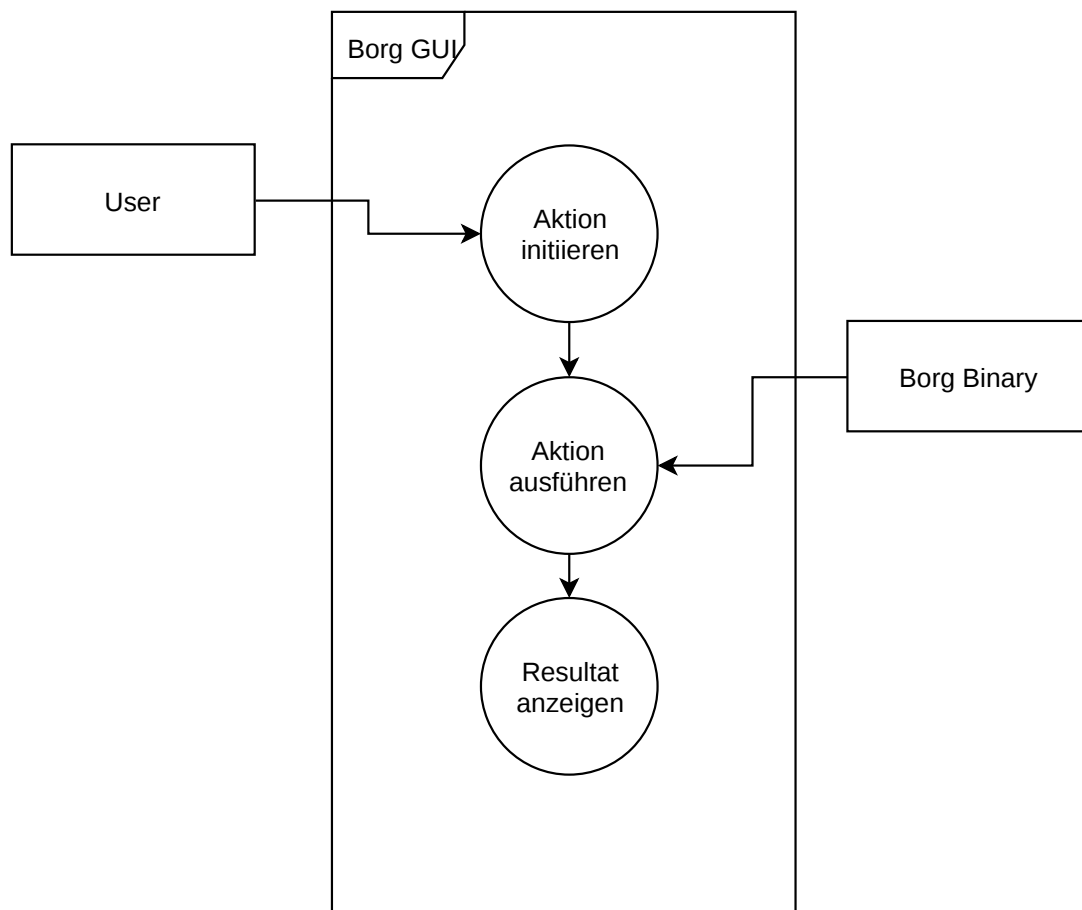 Borg GUI
User
Aktion
initiieren
Borg Binary
Aktion
ausführen
Resultat
anzeigen